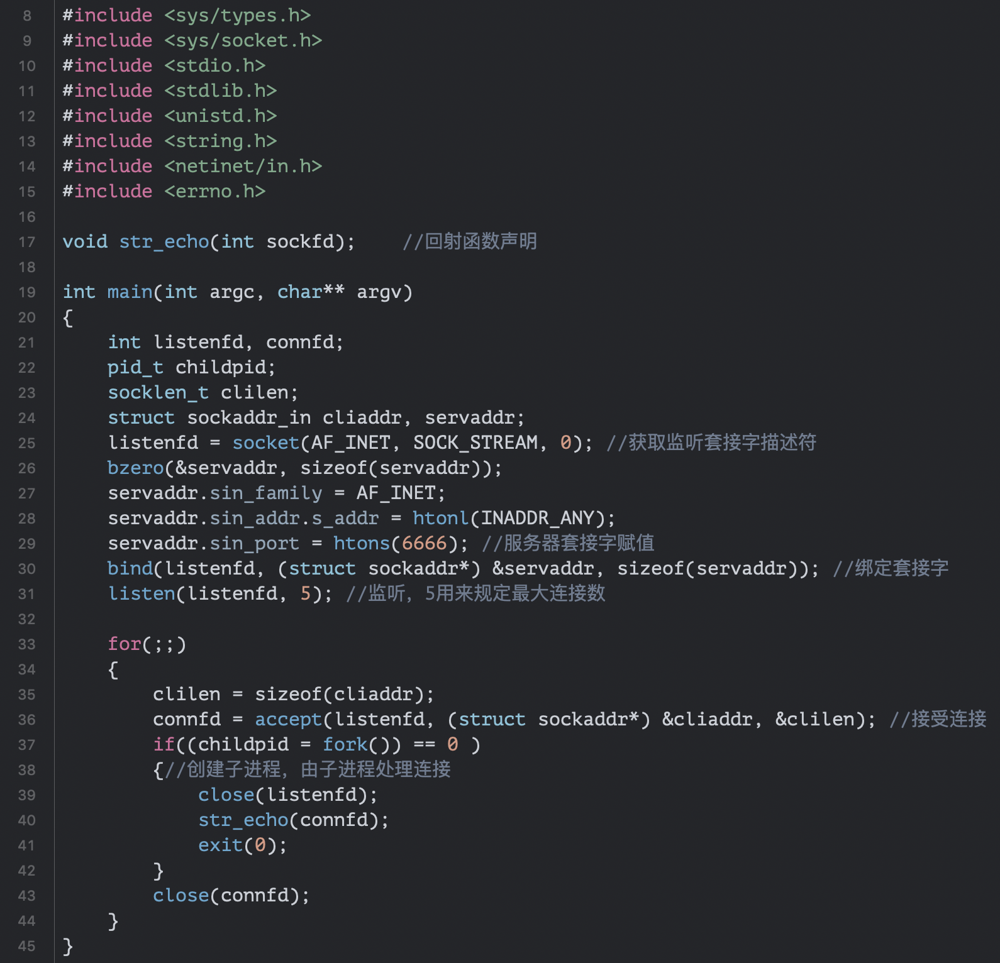 8 #include <sys/types.h>
9 #include <sys/socket.h>
10 #include <stdio.h>
11 #include <stdlib.h>
12 #include <unistd.h>
13 #include <string.h>
14 #include <netinet/in.h>
15 #include <errno.h>
16
17 void str_echo(int sockfd);    //回射函数声明
18
19 int main(int argc, char** argv)
20 {
21     int listenfd, connfd;
22     pid_t childpid;
23     socklen_t clilen;
24     struct sockaddr_in cliaddr, servaddr;
25     listenfd = socket(AF_INET, SOCK_STREAM, 0); //获取监听套接字描述符
26     bzero(&servaddr, sizeof(servaddr));
27     servaddr.sin_family = AF_INET;
28     servaddr.sin_addr.s_addr = htonl(INADDR_ANY);
29     servaddr.sin_port = htons(6666); //服务器套接字赋值
30     bind(listenfd, (struct sockaddr*) &servaddr, sizeof(servaddr)); //绑定套接字
31     listen(listenfd, 5); //监听，5用来规定最大连接数
32
33     for(;;)
34     {
35         clilen = sizeof(cliaddr);
36         connfd = accept(listenfd, (struct sockaddr*) &cliaddr, &clilen); //接受连接
37         if((childpid = fork()) == 0 )
38         {//创建子进程，由子进程处理连接
39             close(listenfd);
40             str_echo(connfd);
41             exit(0);
42         }
43         close(connfd);
44     }
45 }